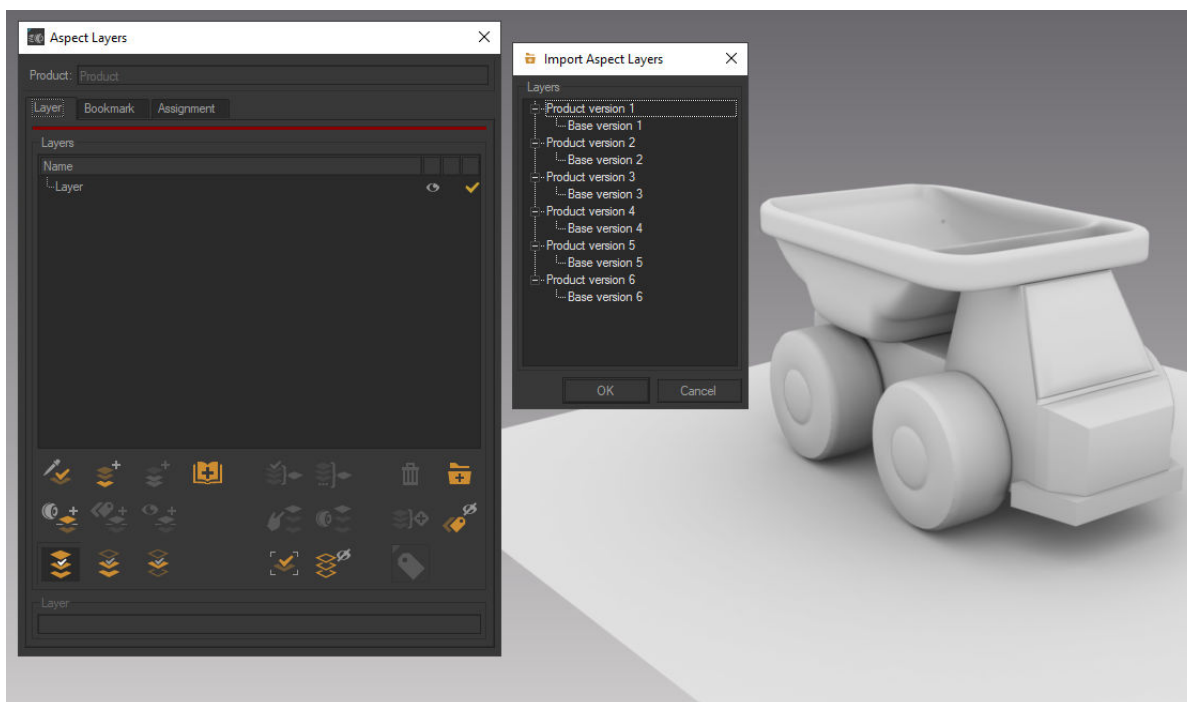 Aspect Layers
Product: Product
Layer Bookmark Assignment
Layers
Name
Layer
Layer
Import Aspect Layers
Layers
Product version 1
Base version 1
Product version 2
Base version 2
Product version 3
Base version 3
Product version 4
Base version 4
Product version 5
Base version 5
Product version 6
Base version 6
OK Cancel